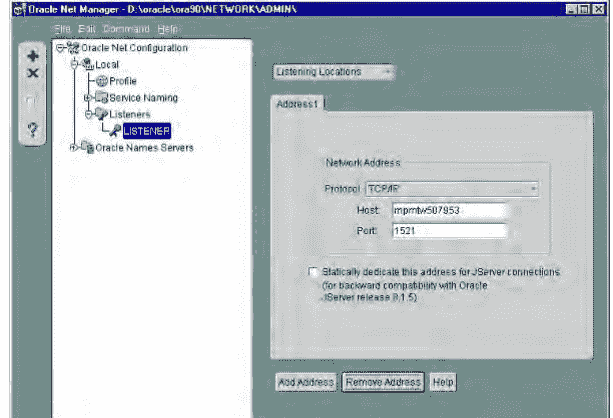 Oracle Net Manager - D:\oracle\ora90\NETWORK\ADMIN\
File Edit Command Help
Oracle Net Configuration
Local
Profile
Service Naming
Listeners
LISTENER
Oracle Names Servers
Listening Locations
Address1
Network Address
Protocol: TCP/IP
Host: mpmtw507953
Port: 1521
Statically dedicate this address for JServer connections
(for backward compatibility with Oracle
JServer release 8.1.5)
Add Address Remove Address Help